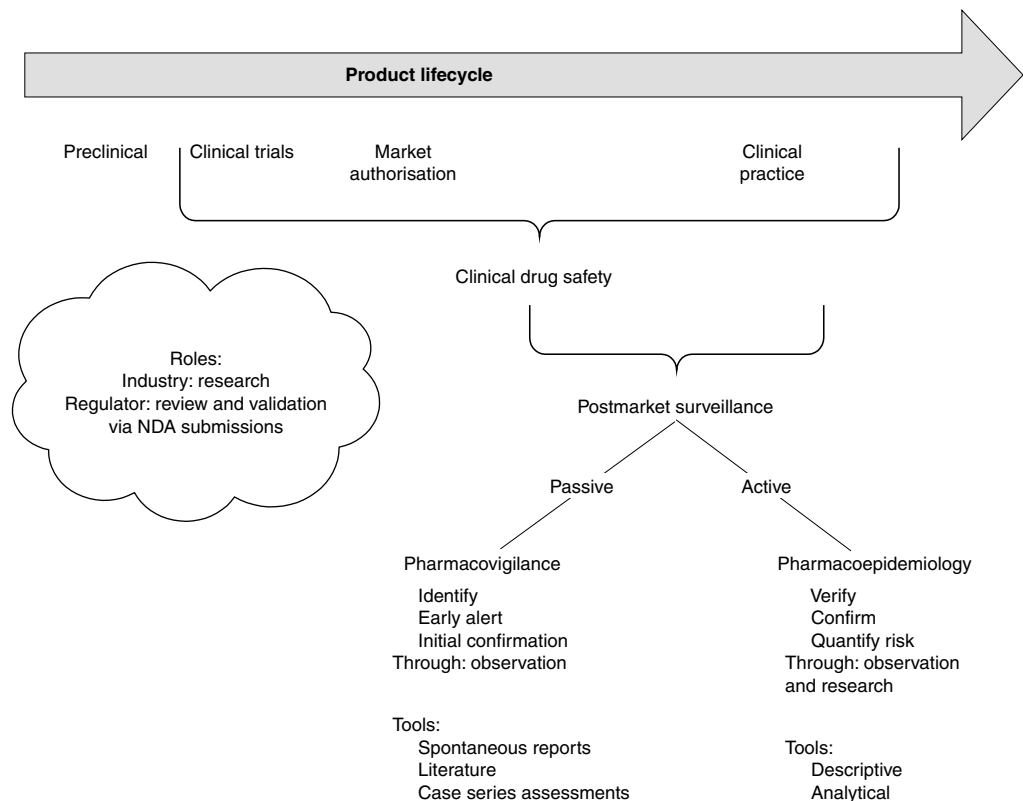 Product lifecycle
Preclinical
Clinical trials
Market
authorisation
Clinical
practice
Clinical drug safety
Roles:
Industry: research
Regulator: review and validation
via NDA submissions
Postmarket surveillance
Passive
Active
Pharmacovigilance
Identify
Early alert
Initial confirmation
Through: observation
Tools:
Spontaneous reports
Literature
Case series assessments
Pharmacoepidemiology
Verify
Confirm
Quantify risk
Through: observation
and research
Tools:
Descriptive
Analytical